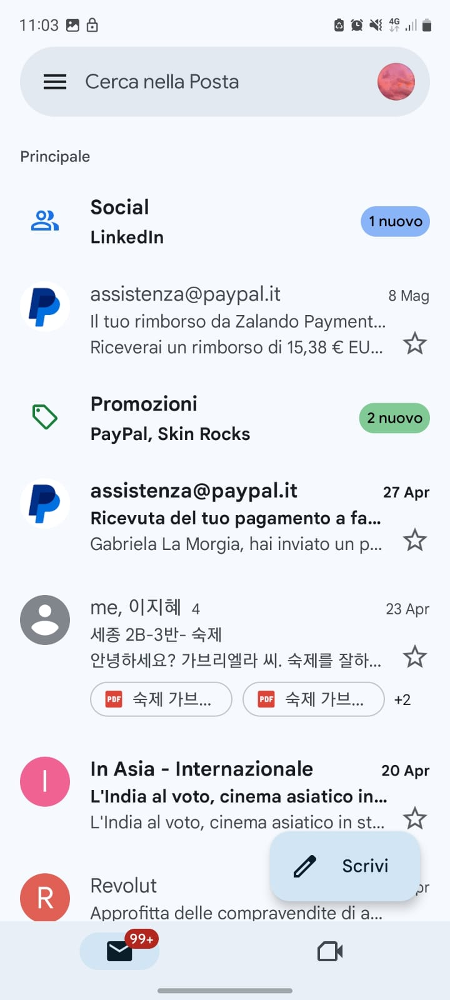 11:03
4G
Cerca nella Posta
Principale
Social
LinkedIn
1 nuovo
assistenza@paypal.it
8 Mag
Il tuo rimborso da Zalando Payment...
Riceverai un rimborso di 15,38 € EU...
Promozioni
PayPal, Skin Rocks
2 nuovo
assistenza@paypal.it
27 Apr
Ricevuta del tuo pagamento a fa...
Gabriela La Morgia, hai inviato un p...
me, 이지혜 4
23 Apr
세종 2B-3반- 숙제
안녕하세요? 가브리엘라 씨. 숙제를 잘하...
PDF 숙제 가브...
PDF 숙제 가브...
+2
I
In Asia - Internazionale
20 Apr
L'India al voto, cinema asiatico in...
L'India al voto, cinema asiatico in st...
Scrivi
R
Revolut
Approfitta delle compravendite di a...
99+